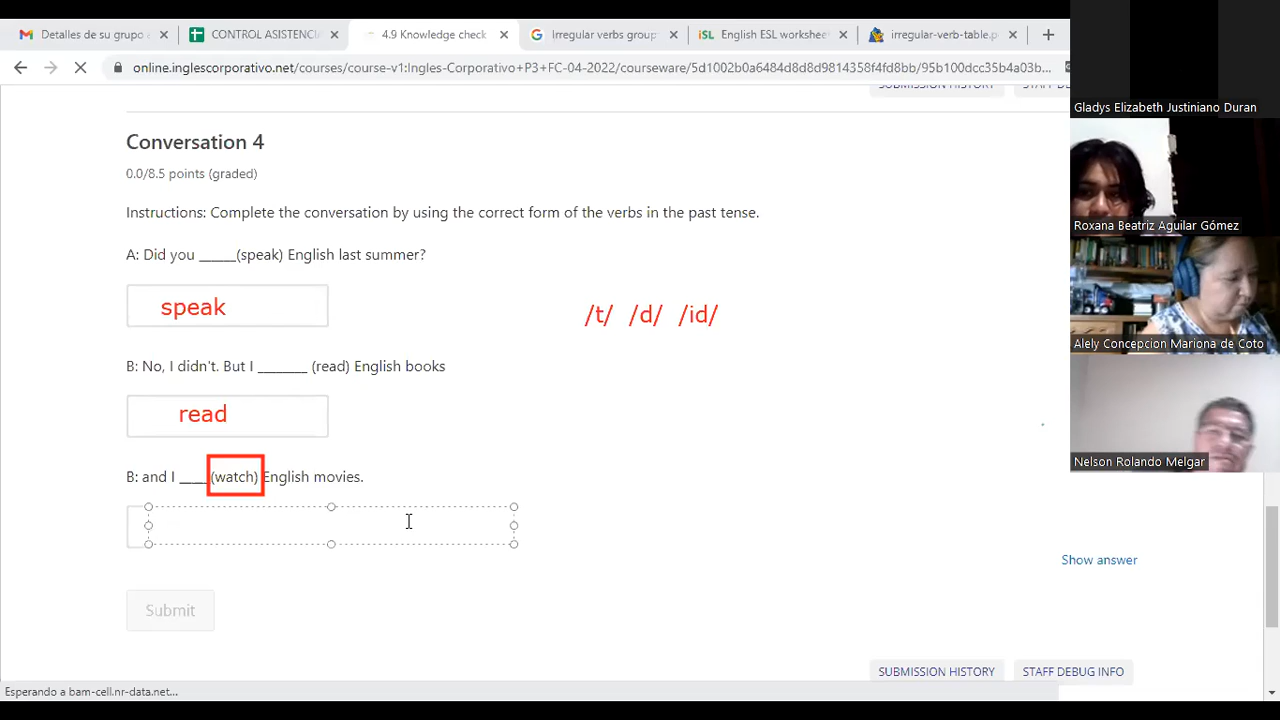 Detalles de su grupo
CONTROL ASISTENCI
4.9 Knowledge check
Irregular verbs group
English ESL workshee
irregular-verb-table.p
online.inglescorporativo.net/courses/course-v1:Ingles-Corporativo+P3+FC-04-2022/courseware/5d1002b0a6484d8d8d9814358f4fd8bb/95b100dcc35b4a03b...
SUBMISSION HISTORY
STAFF DE
Gladys Elizabeth Justiniano Duran
Conversation 4
0.0/8.5 points (graded)
Instructions: Complete the conversation by using the correct form of the verbs in the past tense.
Roxana Beatriz Aguilar Gómez
A: Did you ______(speak) English last summer?
speak
/t/ /d/ /id/
Alely Concepcion Mariona de Coto
B: No, I didn't. But I ________ (read) English books
read
Nelson Rolando Melgar
B: and I _____ (watch) English movies.
Show answer
Submit
SUBMISSION HISTORY
STAFF DEBUG INFO
Esperando a bam-cell.nr-data.net...